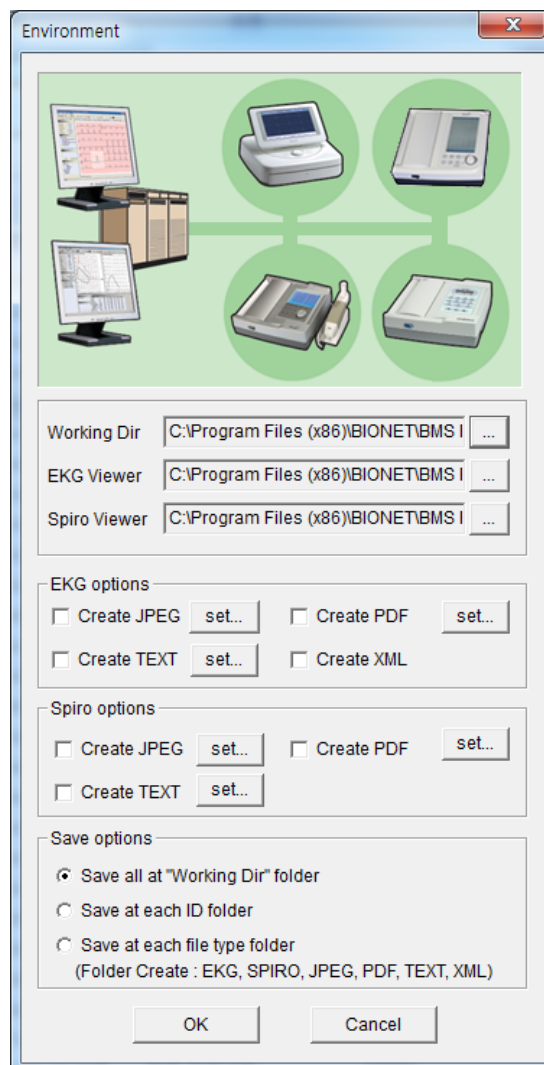 Environment
Working Dir C:\Program Files (x86)\BIONET\BMS I ...
EKG Viewer C:\Program Files (x86)\BIONET\BMS I ...
Spiro Viewer C:\Program Files (x86)\BIONET\BMS I ...
EKG options
Create JPEG set... Create PDF set...
Create TEXT set... Create XML
Spiro options
Create JPEG set... Create PDF set...
Create TEXT set...
Save options
Save all at "Working Dir" folder
Save at each ID folder
Save at each file type folder
(Folder Create : EKG, SPIRO, JPEG, PDF, TEXT, XML)
OK Cancel